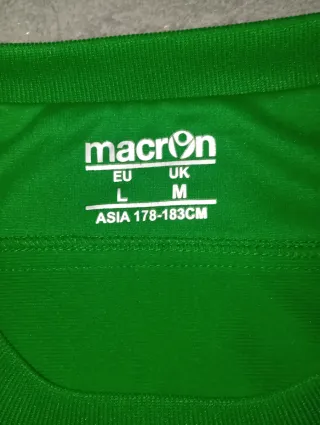 macron
EU UK
L M
ASIA 178-183CM